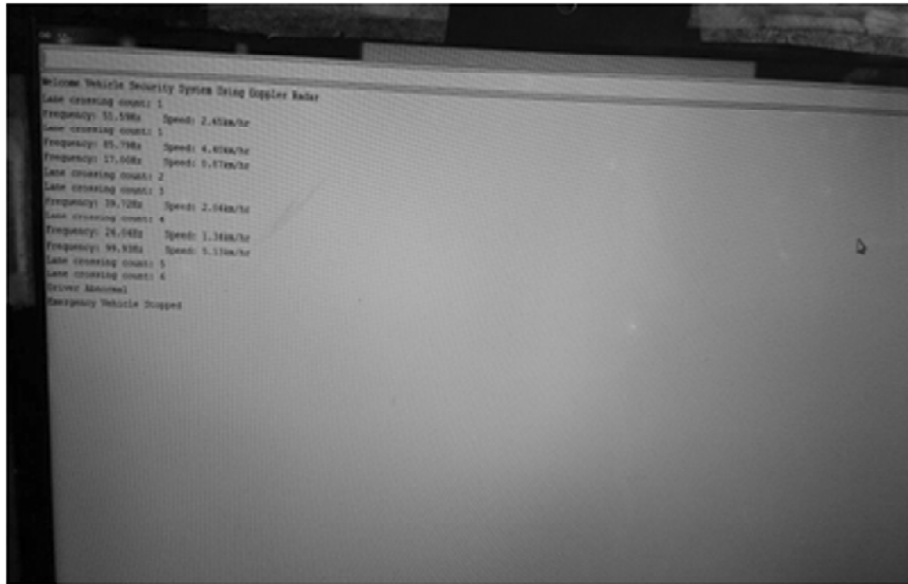 Welcome Vehicle Security System Using Doppler Radar
Lane crossing count: 1
Frequency: 51.59Hz Speed: 2.65km/hr
Lane crossing count: 1
Frequency: 85.79Hz Speed: 4.40km/hr
Frequency: 17.00Hz Speed: 0.87km/hr
Lane crossing count: 2
Lane crossing count: 3
Frequency: 39.72Hz Speed: 2.04km/hr
Lane crossing count: 4
Frequency: 26.04Hz Speed: 1.34km/hr
Frequency: 99.93Hz Speed: 5.13km/hr
Lane crossing count: 5
Lane crossing count: 6
Driver Abnormel
Emergency Vehicle Stopped